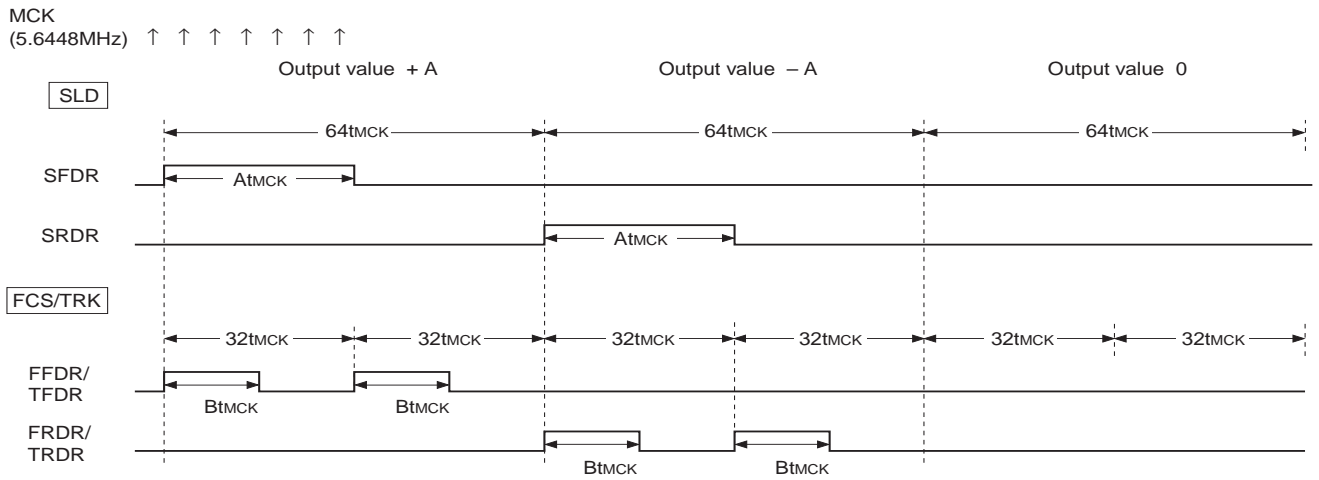 MCK
(5.6448MHz) ↑ ↑ ↑ ↑ ↑ ↑ ↑
Output value + A Output value – A Output value 0
SLD
64tMCK 64tMCK 64tMCK
SFDR AtMCK
SRDR AtMCK
FCS/TRK
32tMCK 32tMCK 32tMCK 32tMCK 32tMCK 32tMCK
FFDR/
TFDR
BtMCK BtMCK
FRDR/
TRDR
BtMCK BtMCK